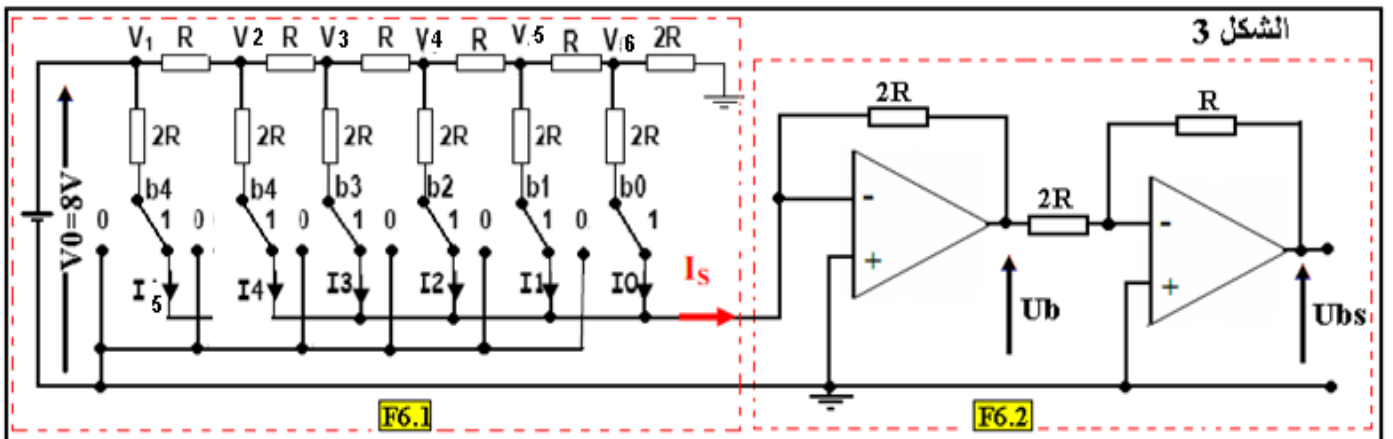 الشكل 3
V1 R V2 R V3 R V4 R V5 R V6 2R
2R 2R 2R 2R 2R 2R
b4 b4 b3 b2 b1 b0
0 1 0 1 0 1 0 1 0 1 0 1
V0=8V
I5 I4 I3 I2 I1 I0
IS
2R
R
2R
-
+
-
+
Ub
Ubs
F6.1
F6.2